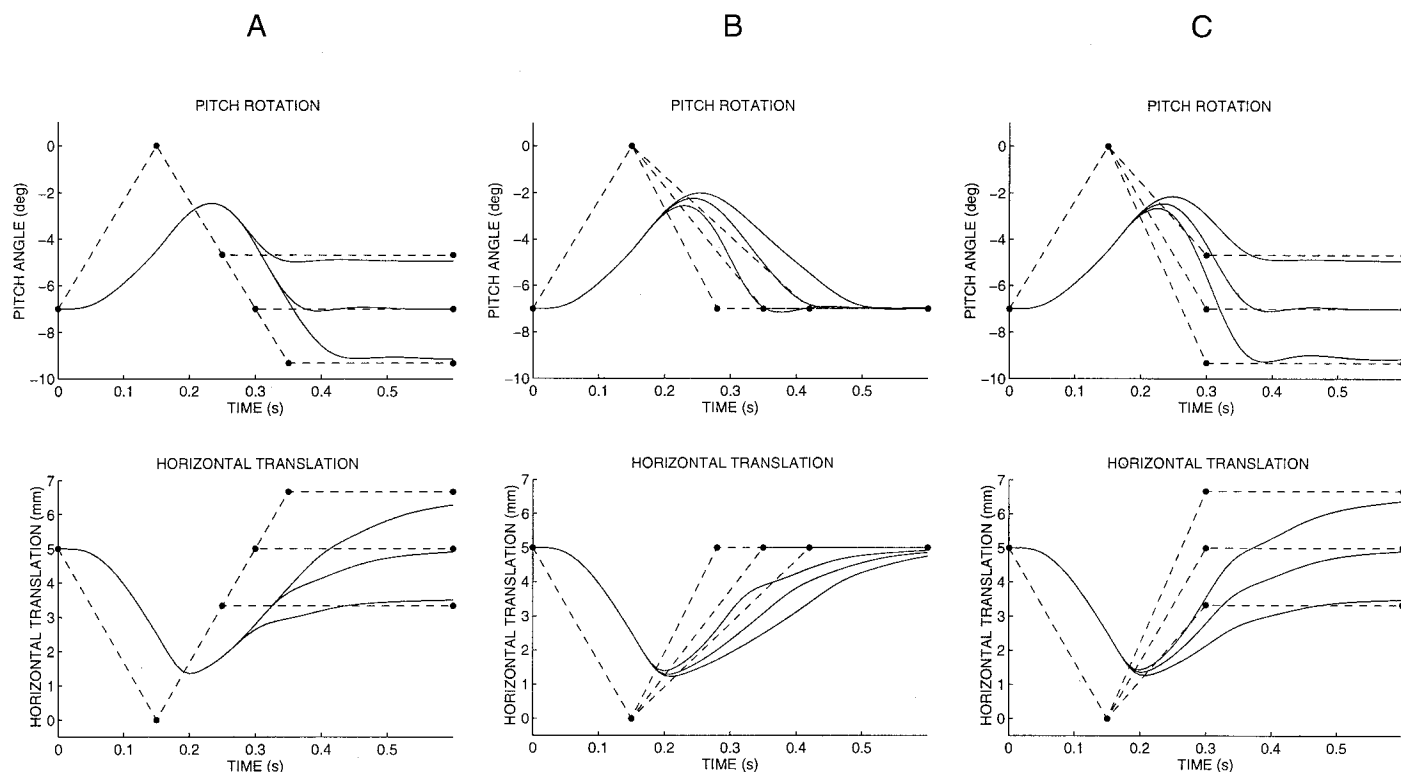 A
B
C
PITCH ROTATION
PITCH ANGLE (deg)
0
−2
−4
−6
−8
−10
0 0.1 0.2 0.3 0.4 0.5
TIME (s)
PITCH ROTATION
PITCH ANGLE (deg)
0
−2
−4
−6
−8
−10
0 0.1 0.2 0.3 0.4 0.5
TIME (s)
PITCH ROTATION
PITCH ANGLE (deg)
0
−2
−4
−6
−8
−10
0 0.1 0.2 0.3 0.4 0.5
TIME (s)
HORIZONTAL TRANSLATION
HORIZONTAL TRANSLATION (mm)
7
6
5
4
3
2
1
0
0 0.1 0.2 0.3 0.4 0.5
TIME (s)
HORIZONTAL TRANSLATION
HORIZONTAL TRANSLATION (mm)
7
6
5
4
3
2
1
0
0 0.1 0.2 0.3 0.4 0.5
TIME (s)
HORIZONTAL TRANSLATION
HORIZONTAL TRANSLATION (mm)
7
6
5
4
3
2
1
0
0 0.1 0.2 0.3 0.4 0.5
TIME (s)